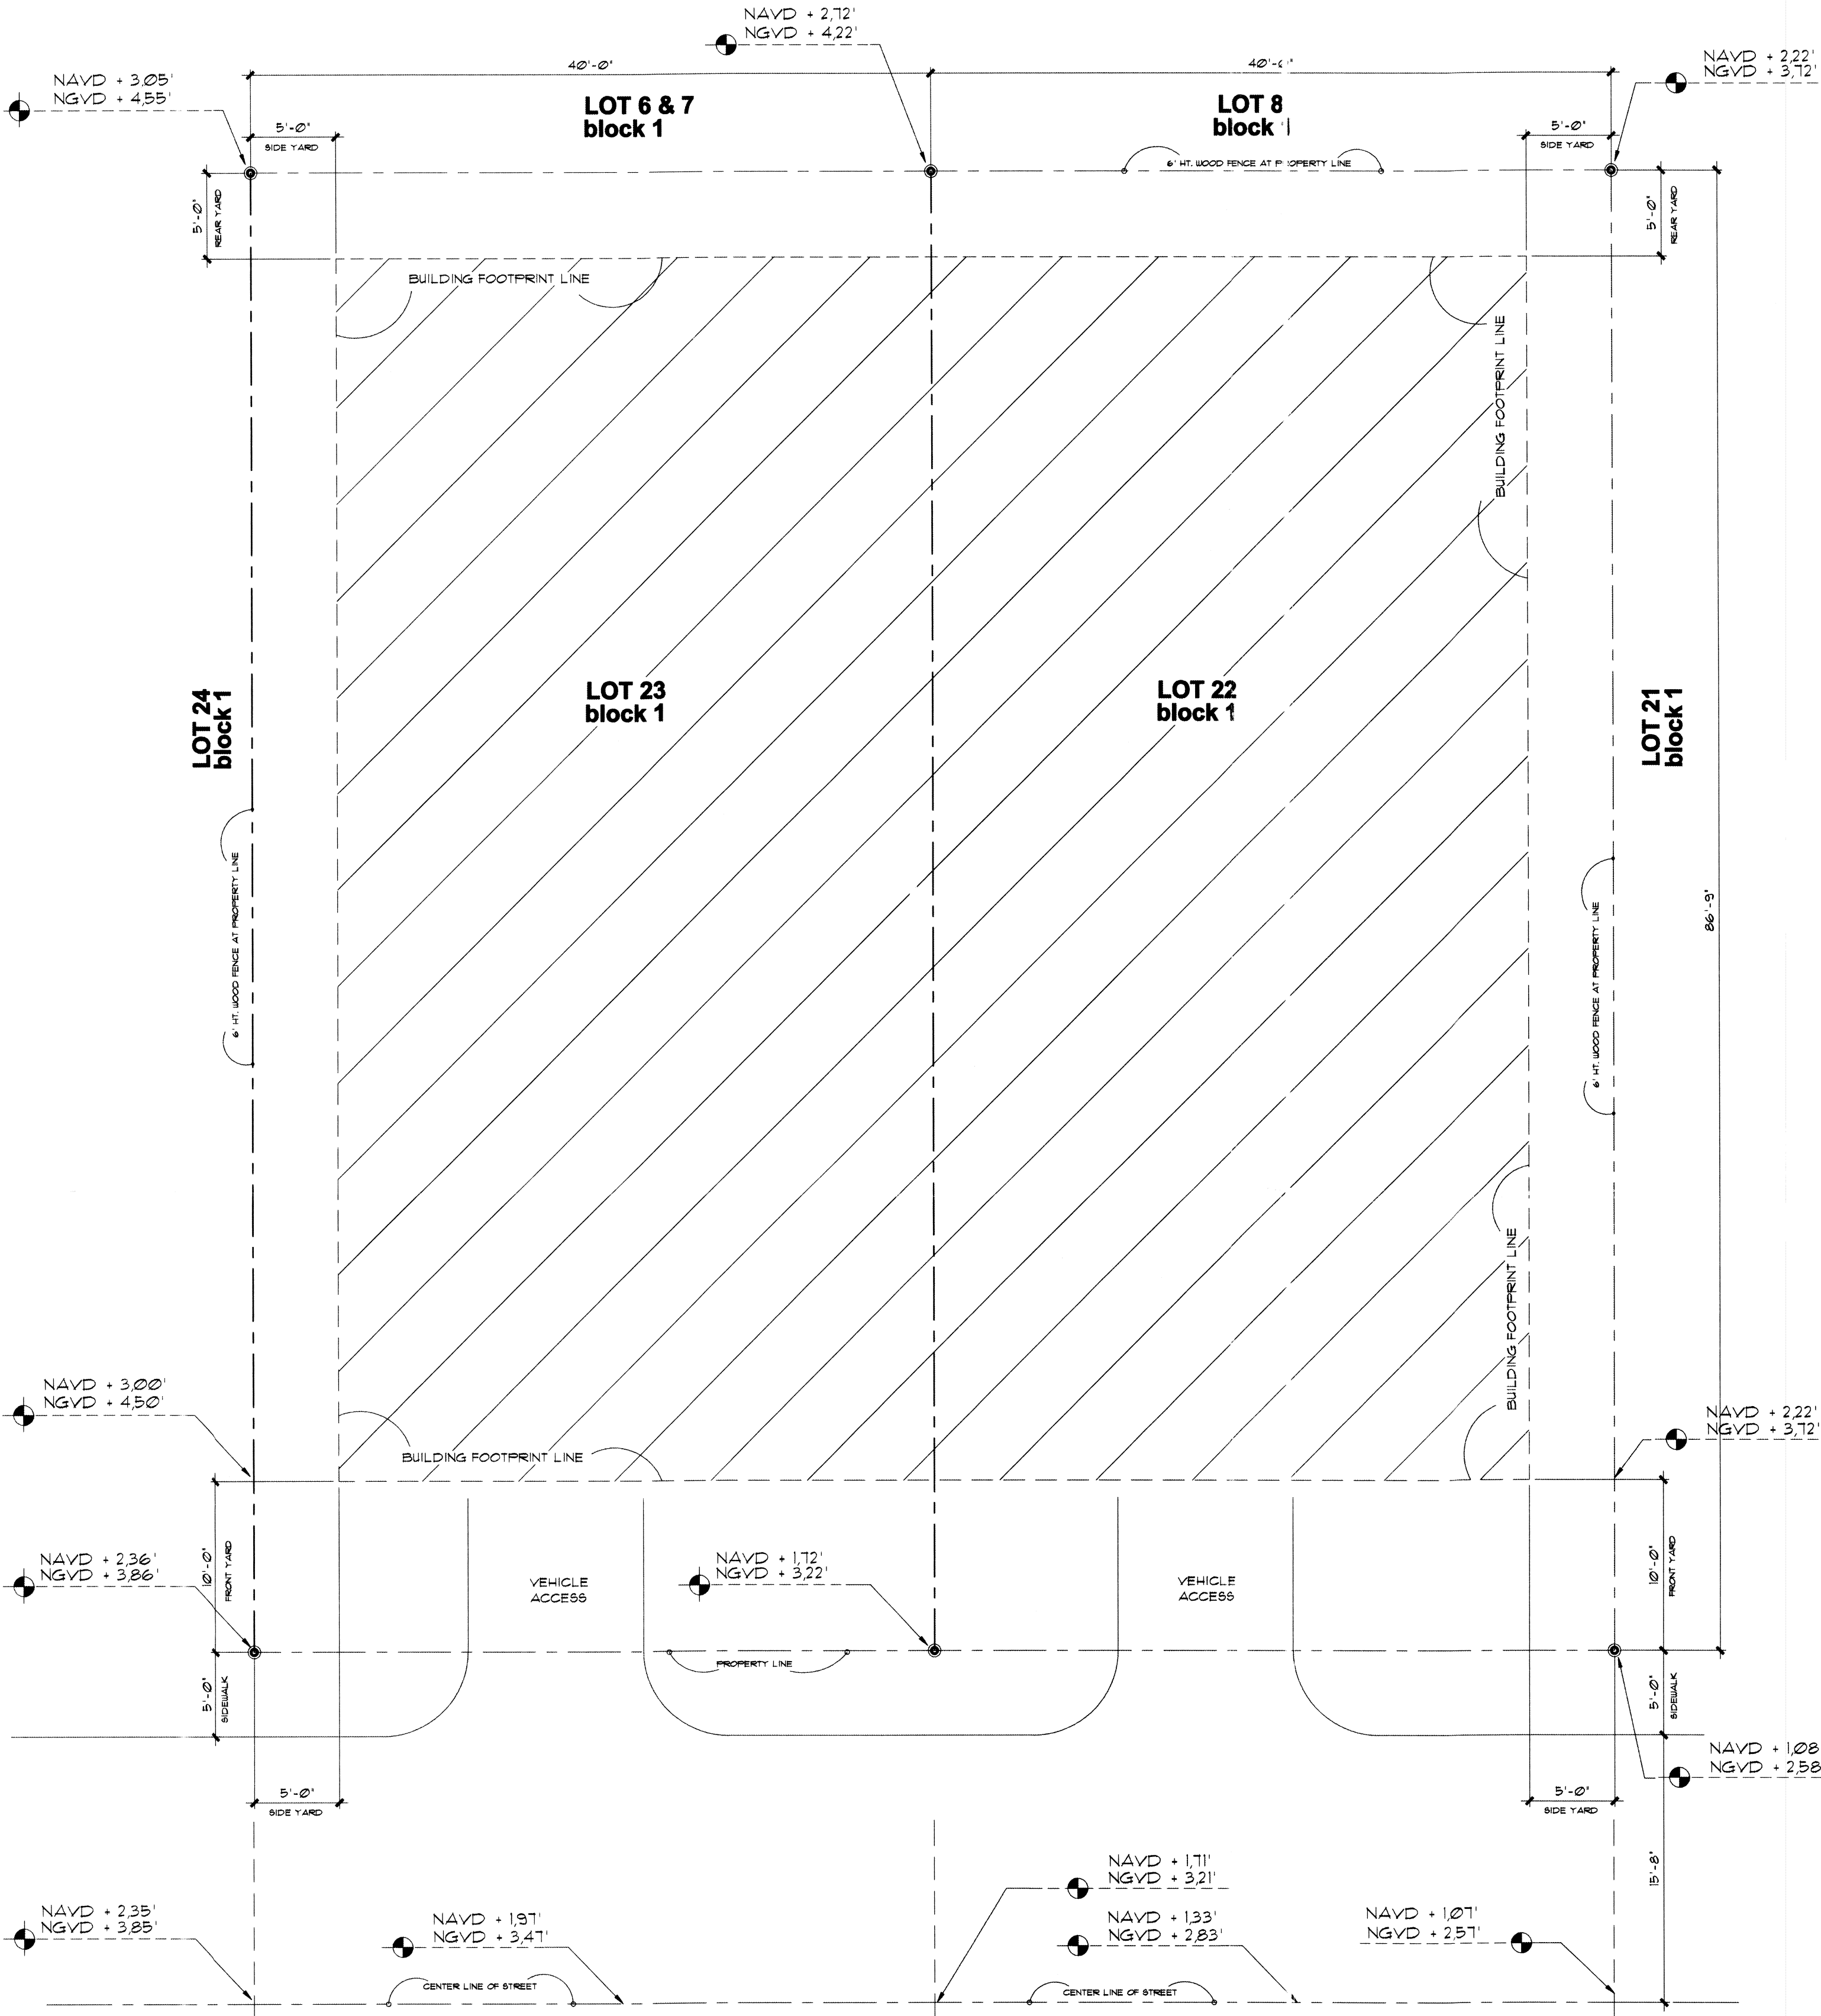 NAVD + 2,72'
NGVD + 4,22'
NAVD + 3,05'
NGVD + 4,55'
NAVD + 2,22'
NGVD + 3,72'
40'-0"
LOT 6 & 7
block 1
LOT 8
block 1
5'-0"
SIDE YARD
5'-0"
SIDE YARD
6' HT. WOOD FENCE AT PROPERTY LINE
5'-0"
REAR YARD
5'-0"
REAR YARD
BUILDING FOOTPRINT LINE
BUILDING FOOTPRINT LINE
LOT 24
block 1
LOT 23
block 1
LOT 22
block 1
LOT 21
block 1
6' HT. WOOD FENCE AT PROPERTY LINE
6' HT. WOOD FENCE AT PROPERTY LINE
86'-9"
BUILDING FOOTPRINT LINE
NAVD + 3,00'
NGVD + 4,50'
NAVD + 2,22'
NGVD + 3,72'
BUILDING FOOTPRINT LINE
10'-0"
FRONT YARD
10'-0"
FRONT YARD
NAVD + 2,36'
NGVD + 3,86'
VEHICLE
ACCESS
NAVD + 1,72'
NGVD + 3,22'
VEHICLE
ACCESS
PROPERTY LINE
5'-0"
SIDEWALK
5'-0"
SIDEWALK
NAVD + 1,08
NGVD + 2,58
5'-0"
SIDE YARD
5'-0"
SIDE YARD
15'-8"
NAVD + 2,35'
NGVD + 3,85'
NAVD + 1,97'
NGVD + 3,47'
NAVD + 1,71'
NGVD + 3,21'
NAVD + 1,33'
NGVD + 2,83'
NAVD + 1,07'
NGVD + 2,57'
CENTER LINE OF STREET
CENTER LINE OF STREET